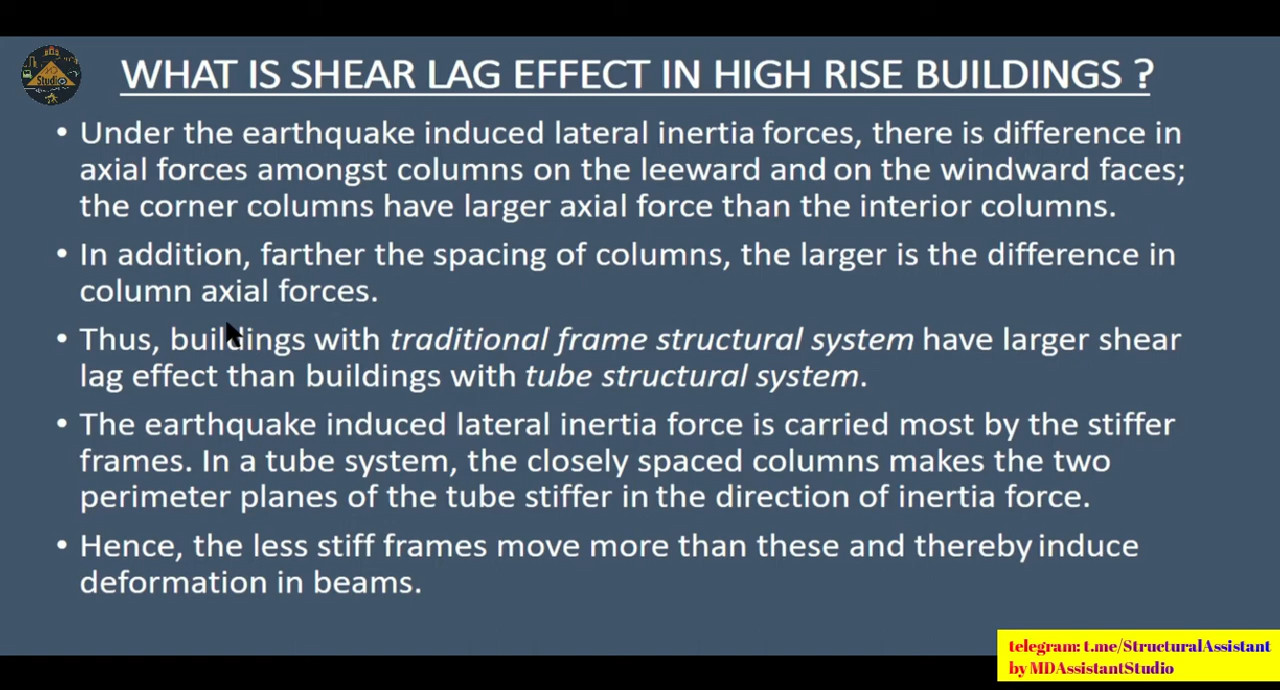 WHAT IS SHEAR LAG EFFECT IN HIGH RISE BUILDINGS ?
• Under the earthquake induced lateral inertia forces, there is difference in
axial forces amongst columns on the leeward and on the windward faces;
the corner columns have larger axial force than the interior columns.
• In addition, farther the spacing of columns, the larger is the difference in
column axial forces.
• Thus, buildings with traditional frame structural system have larger shear
lag effect than buildings with tube structural system.
• The earthquake induced lateral inertia force is carried most by the stiffer
frames. In a tube system, the closely spaced columns makes the two
perimeter planes of the tube stiffer in the direction of inertia force.
• Hence, the less stiff frames move more than these and thereby induce
deformation in beams.
MD
Studio
telegram: t.me/StructuralAssistant
by MDAssistantStudio